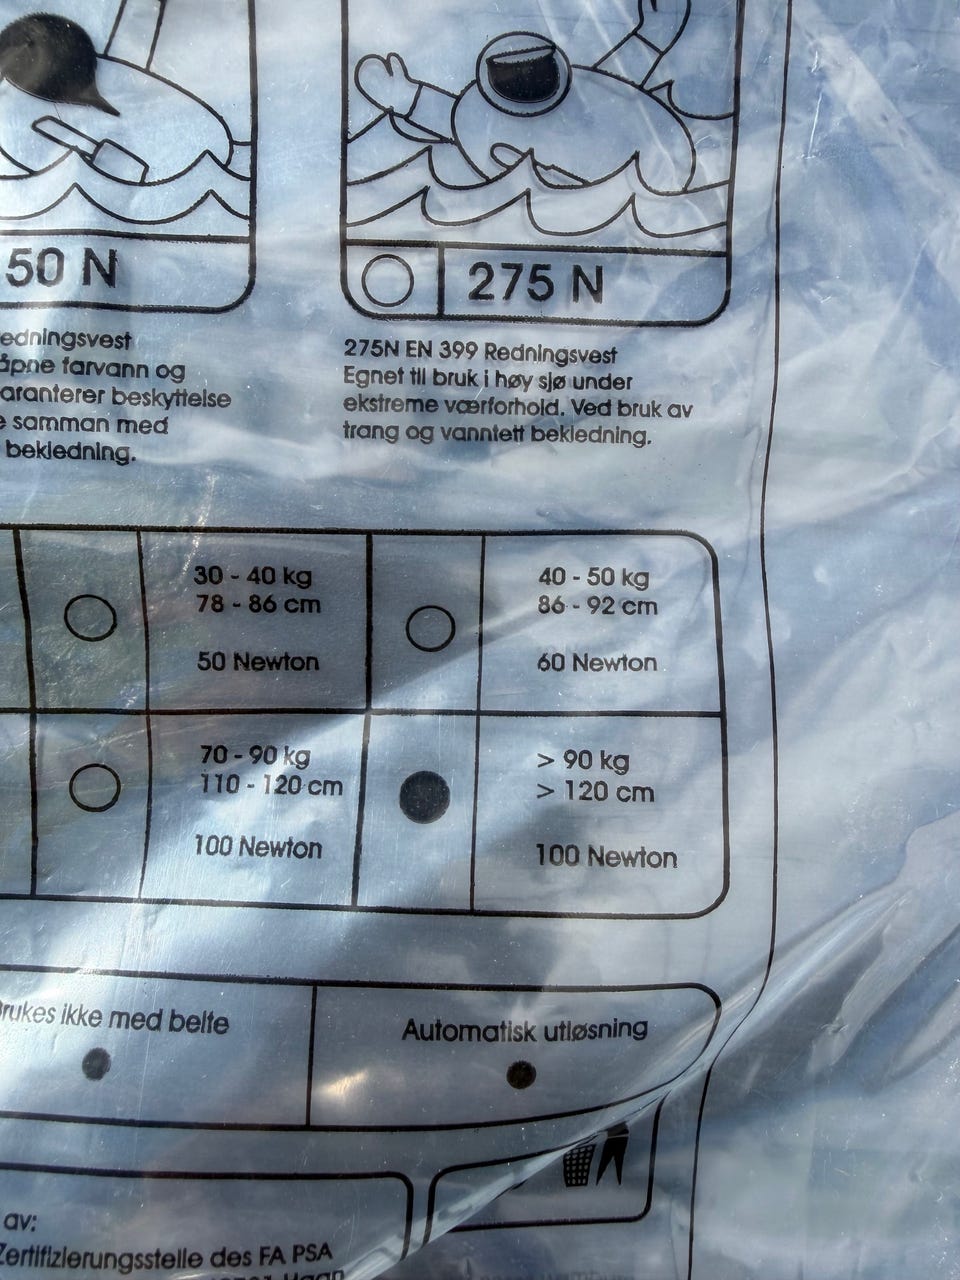 50 N
275 N
edningsvest
åpne farvann og
aranterer beskyttelse
e samman med
bekledning.
275N EN 399 Redningsvest
Egnet til bruk i høy sjø under
ekstreme værforhold. Ved bruk av
trang og vanntett bekledning.
30 - 40 kg
78 - 86 cm
50 Newton
40 - 50 kg
86 - 92 cm
60 Newton
70 - 90 kg
110 - 120 cm
100 Newton
> 90 kg
> 120 cm
100 Newton
rukes ikke med belte
Automatisk utløsning
av:
Zertifizierungsstelle des FA PSA